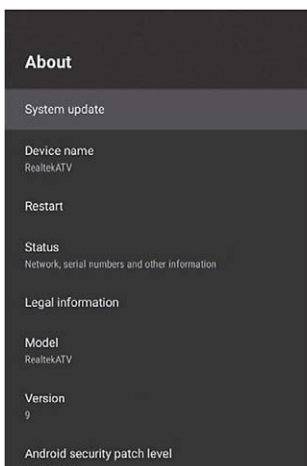 About
System update
Device name
RealtekATV
Restart
Status
Network, serial numbers and other information
Legal information
Model
RealtekATV
Version
9
Android security patch level